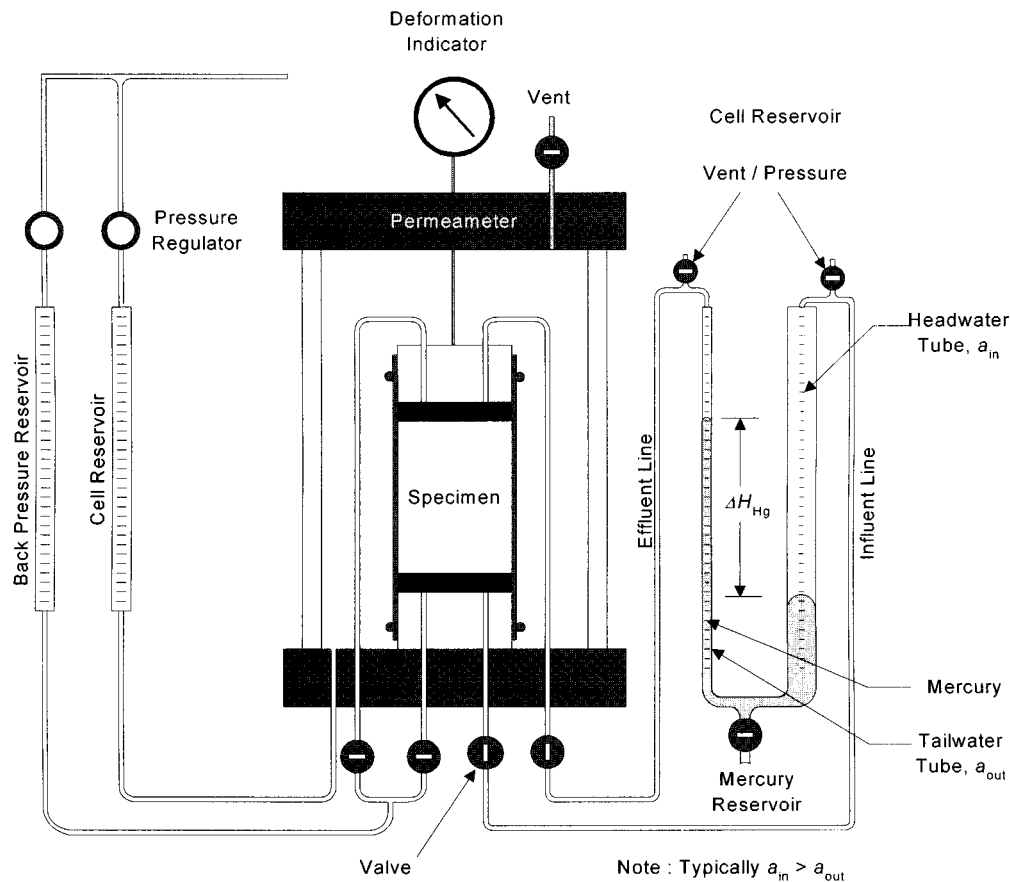 Deformation
Indicator
Vent
Cell Reservoir
Vent / Pressure
Permeameter
Pressure
Regulator
Headwater
Tube, a_in
Back Pressure Reservoir
Cell Reservoir
Specimen
Effluent Line
ΔH_Hg
Influent Line
Mercury
Tailwater
Tube, a_out
Mercury
Reservoir
Valve
Note : Typically a_in > a_out